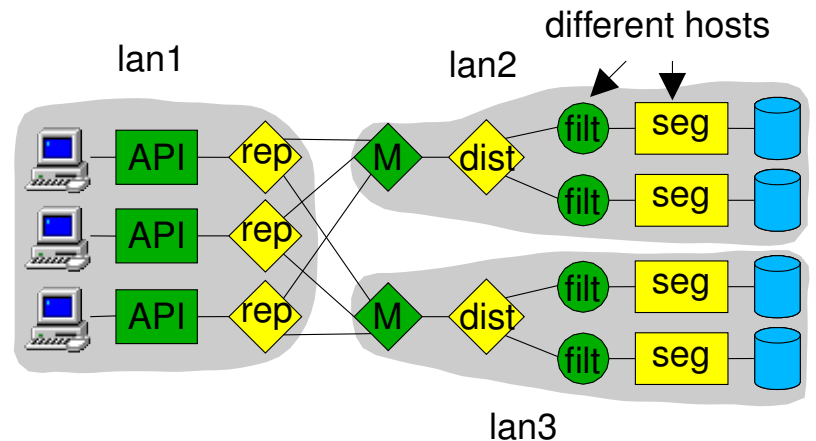 different hosts
lan1
lan2
API rep M dist filt seg
filt seg
API rep
API rep M dist filt seg
filt seg
lan3